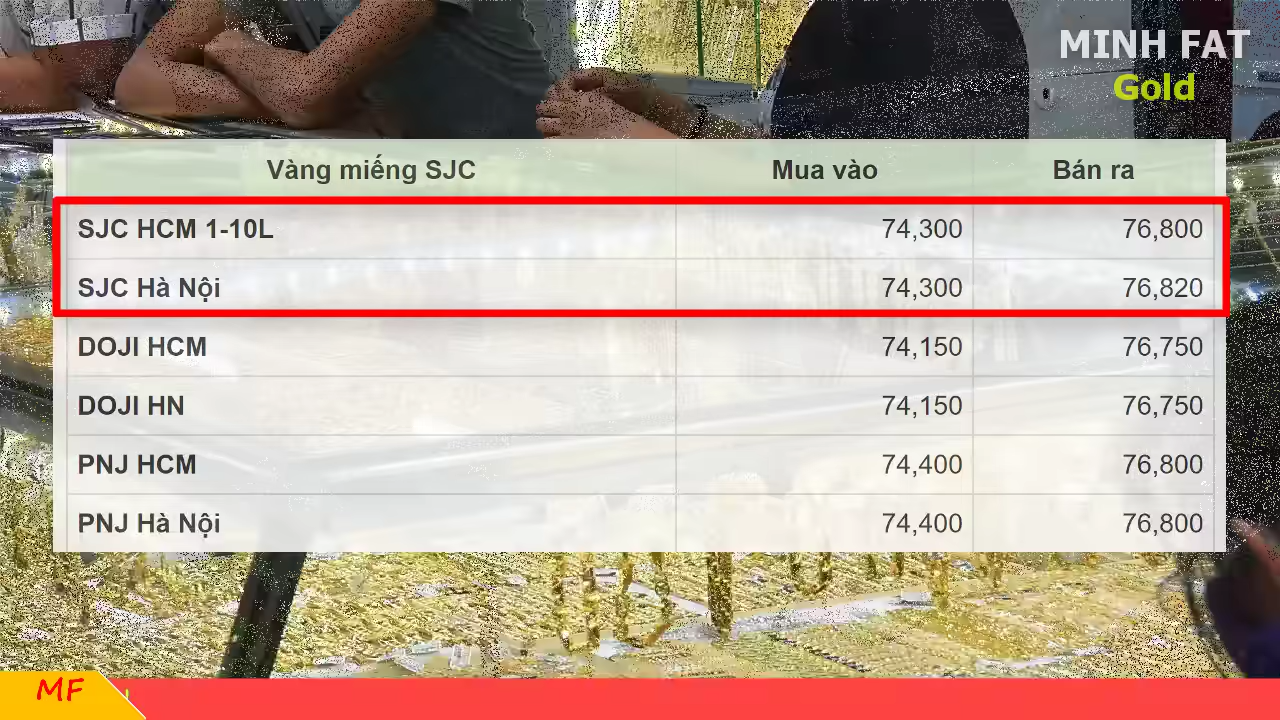 MINH FAT
Gold
Vàng miếng SJC Mua vào Bán ra
SJC HCM 1-10L 74,300 76,800
SJC Hà Nội 74,300 76,820
DOJI HCM 74,150 76,750
DOJI HN 74,150 76,750
PNJ HCM 74,400 76,800
PNJ Hà Nội 74,400 76,800
MF